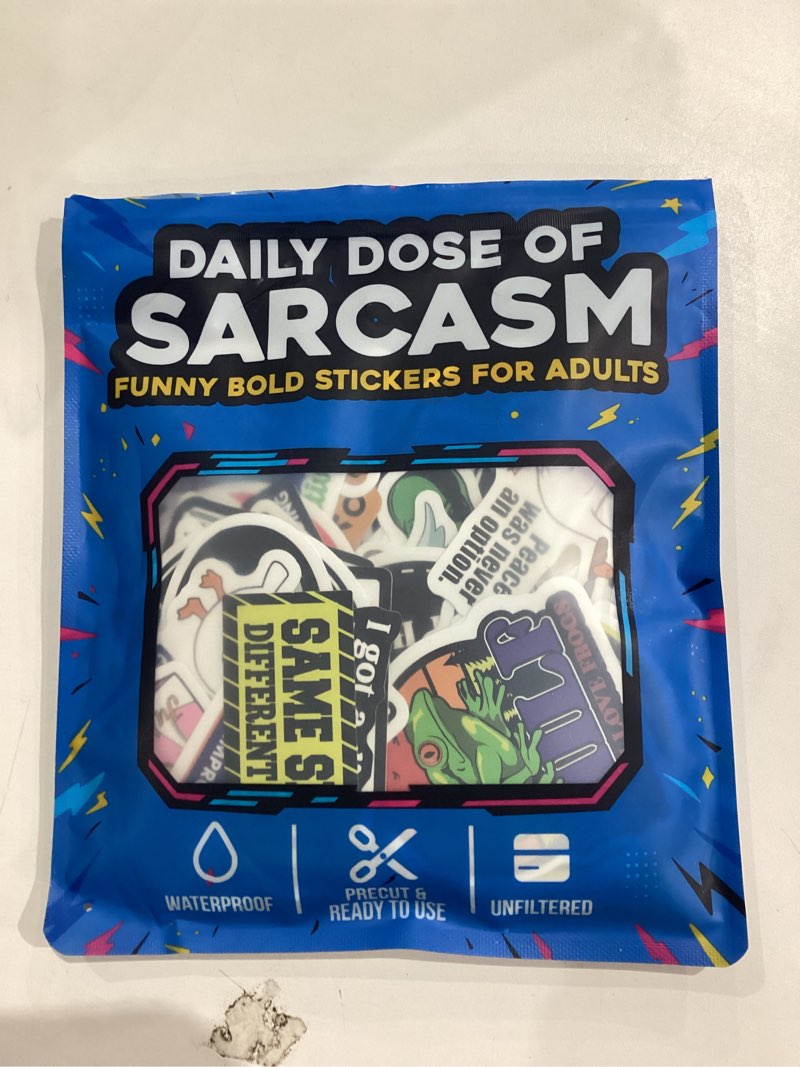 DAILY DOSE OF
SARCASM
FUNNY BOLD STICKERS FOR ADULTS
Peace
was never
an option.
SAME S
DIFFERENT
I got a
LOVE FROGS
WATERPROOF
PRECUT &
READY TO USE
UNFILTERED